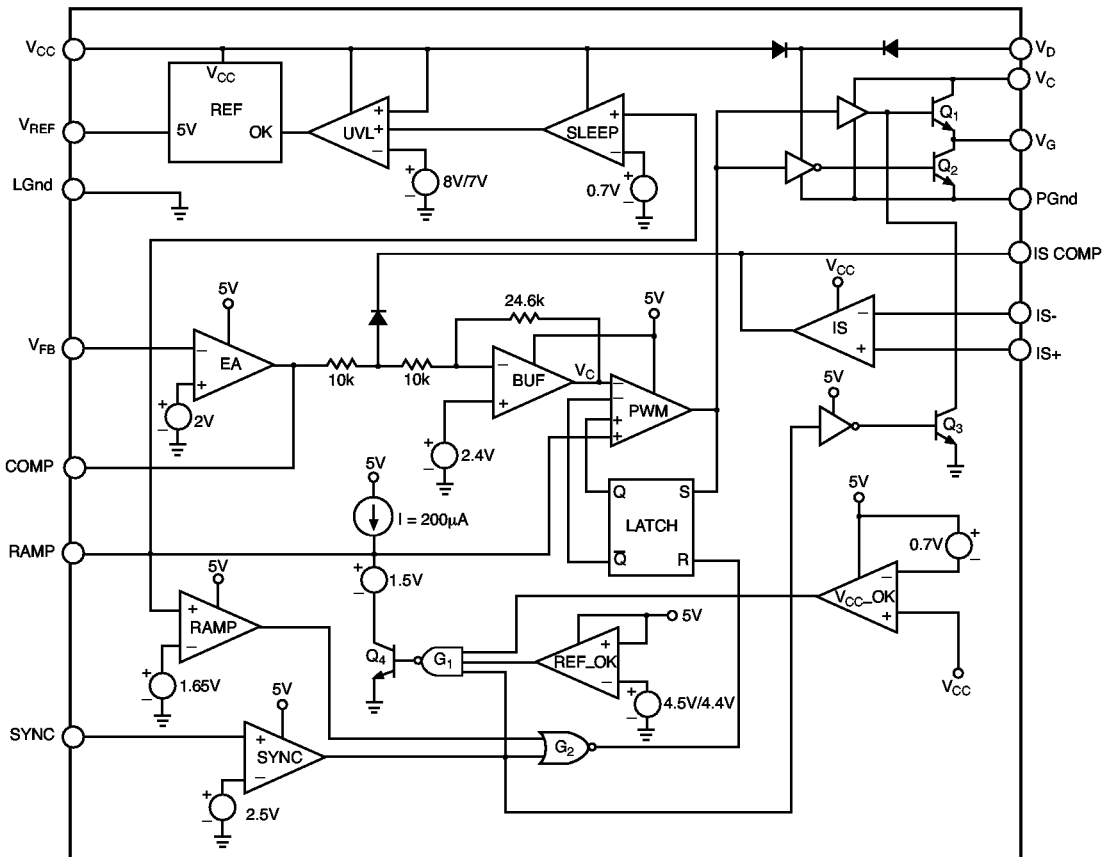 VCC
VD
VCC
REF
5V
OK
UVL
+
+
−
SLEEP
+
−
VC
Q1
VREF
VG
Q2
LGnd
+
−
8V/7V
0.7V
+
−
PGnd
IS COMP
VCC
IS
−
+
IS-
IS+
5V
24.6k
5V
VFB
−
+
EA
10k
10k
−
+
BUF
VC
−
−
+
+
PWM
+
−
2V
+
−
2.4V
5V
Q3
COMP
5V
I = 200µA
Q
S
LATCH
Q
R
5V
0.7V
+
−
RAMP
5V
+
−
1.5V
−
+
VCC_OK
+
−
RAMP
Q4
G1
+
−
REF_OK
5V
+
−
1.65V
+
−
4.5V/4.4V
VCC
SYNC
5V
+
−
SYNC
G2
+
−
2.5V